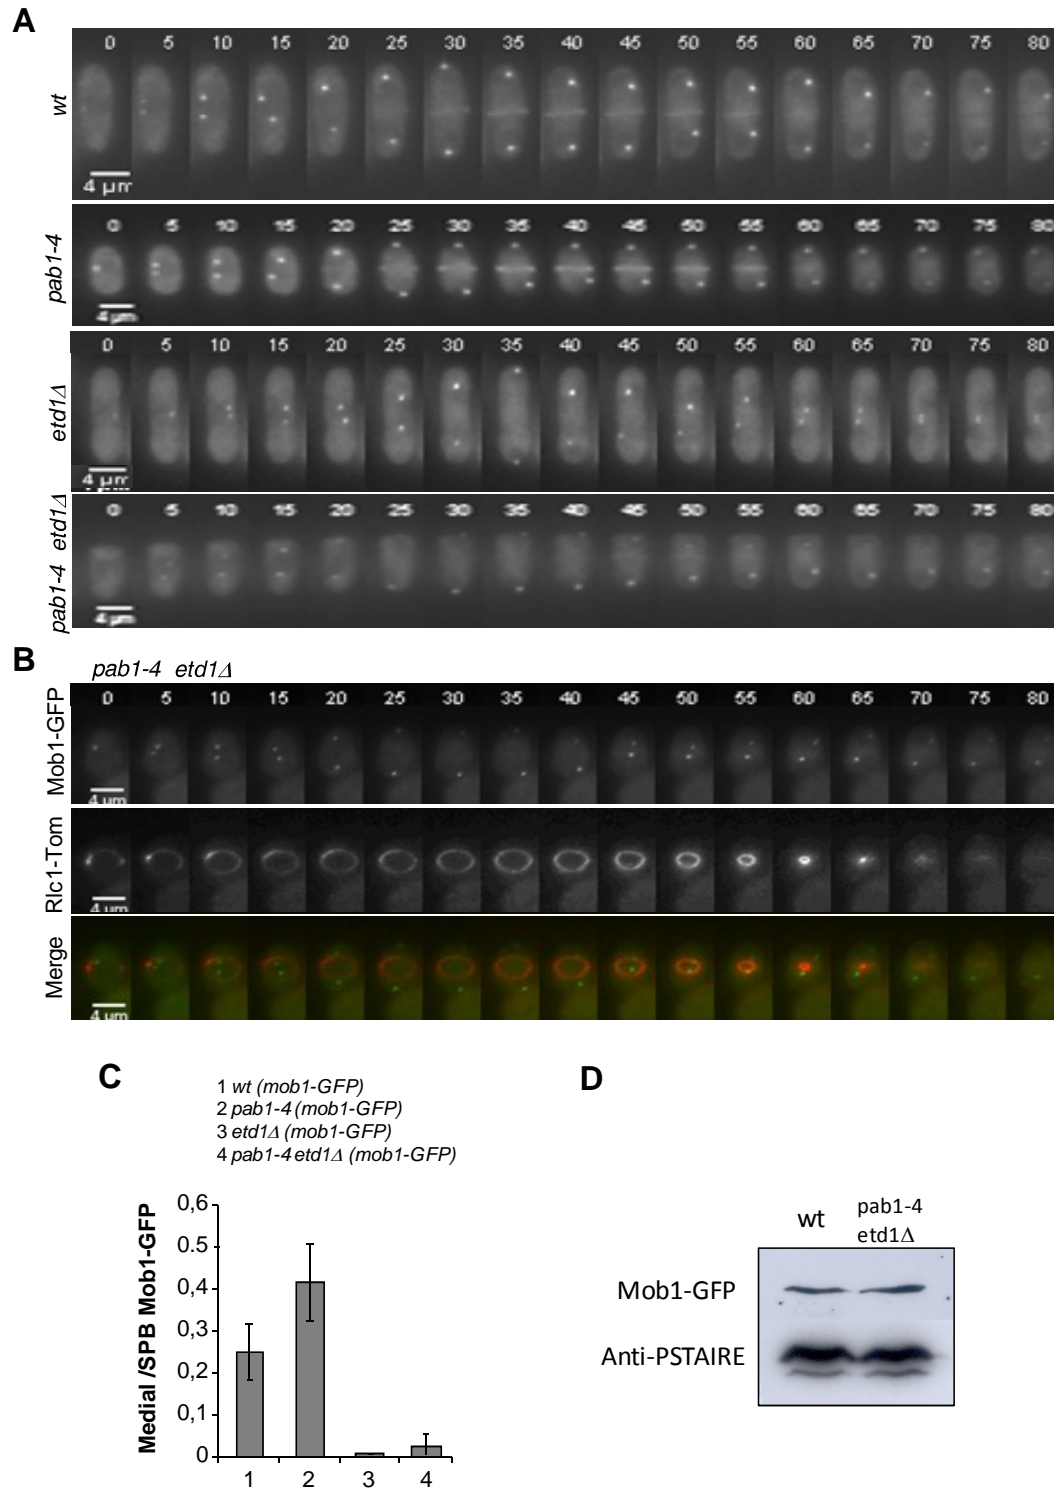 A
0 5 10 15 20 25 30 35 40 45 50 55 60 65 70 75 80
wt
4 µm
0 5 10 15 20 25 30 35 40 45 50 55 60 65 70 75 80
pab1-4
4µm
0 5 10 15 20 25 30 35 40 45 50 55 60 65 70 75 80
etd1Δ
4 µm
0 5 10 15 20 25 30 35 40 45 50 55 60 65 70 75 80
pab1-4 etd1Δ
4µm
B
pab1-4 etd1Δ
0 5 10 15 20 25 30 35 40 45 50 55 60 65 70 75 80
Mob1-GFP
4 µm
Rlc1-Tom
4 µm
Merge
4 µm
C
1 wt (mob1-GFP)
2 pab1-4 (mob1-GFP)
3 etd1Δ (mob1-GFP)
4 pab1-4 etd1Δ (mob1-GFP)
Medial /SPB Mob1-GFP
0,6
0.5
0,4
0,3
0,2
0,1
0
1 2 3 4
D
wt
pab1-4
etd1Δ
Mob1-GFP
Anti-PSTAIRE